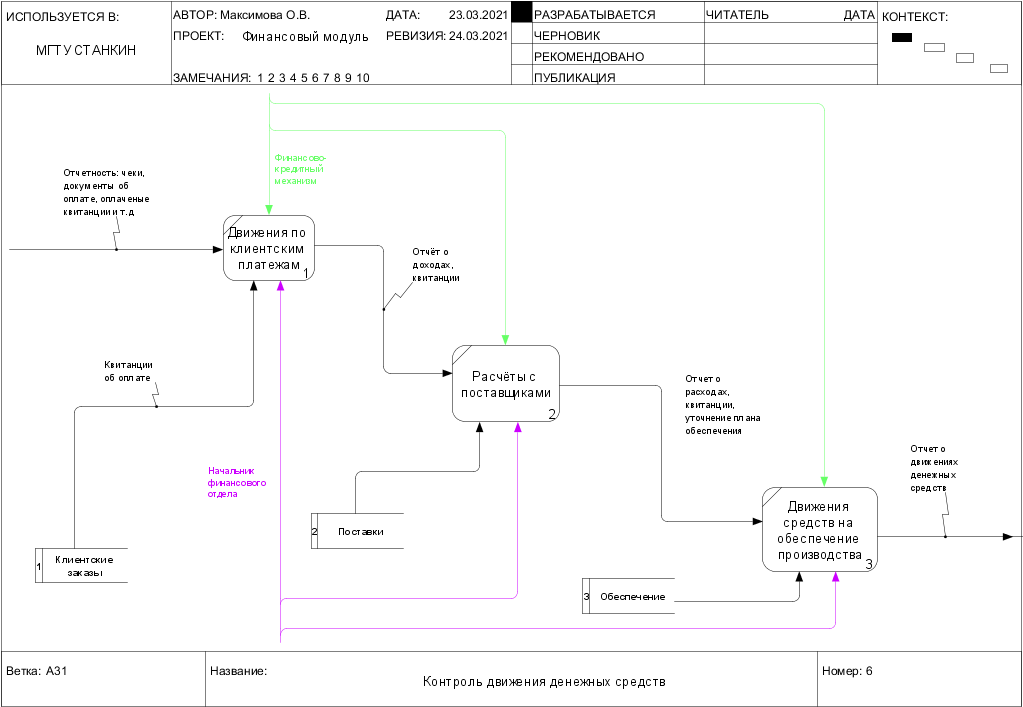 ИСПОЛЬЗУЕТСЯ В:
МГТУ СТАНКИН
АВТОР: Максимова О.В.
ДАТА: 23.03.2021
ПРОЕКТ: Финансовый модуль
РЕВИЗИЯ: 24.03.2021
ЗАМЕЧАНИЯ: 1 2 3 4 5 6 7 8 9 10
РАЗРАБАТЫВАЕТСЯ
ЧЕРНОВИК
РЕКОМЕНДОВАНО
ПУБЛИКАЦИЯ
ЧИТАТЕЛЬ
ДАТА
КОНТЕКСТ:
Финансово-
кредитный
механизм
Отчетность: чеки,
документы об
оплате, оплаченые
квитанции и т.д
Движения по
клиентским
платежам
1
Отчёт о
доходах,
квитанции
Квитанции
об оплате
Расчёты с
поставщиками
2
Отчет о
расходах,
квитанции,
уточнение плана
обеспечения
Начальник
финансового
отдела
Отчет о
движениях
денежных
средств
Движения
средств на
обеспечение
производства
3
2 Поставки
1 Клиентские
заказы
3 Обеспечение
Ветка: A31
Название:
Контроль движения денежных средств
Номер: 6